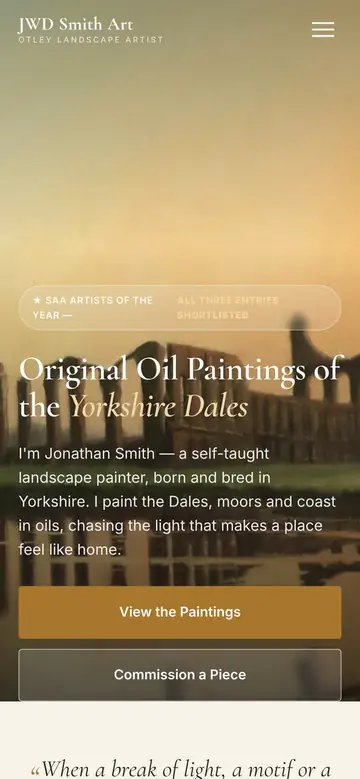 JWD Smith Art
OTLEY LANDSCAPE ARTIST
★ SAA ARTISTS OF THE YEAR — ALL THREE ENTRIES SHORTLISTED
Original Oil Paintings of
the Yorkshire Dales
I'm Jonathan Smith — a self-taught
landscape painter, born and bred in
Yorkshire. I paint the Dales, moors and coast
in oils, chasing the light that makes a place
feel like home.
View the Paintings
Commission a Piece
“When a break of light, a motif or a